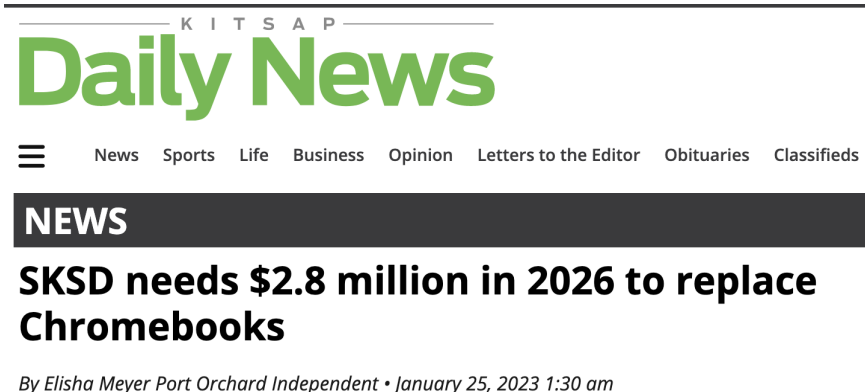 KITSAP
Daily News
News Sports Life Business Opinion Letters to the Editor Obituaries Classifieds
NEWS
SKSD needs $2.8 million in 2026 to replace
Chromebooks
By Elisha Meyer Port Orchard Independent • January 25, 2023 1:30 am